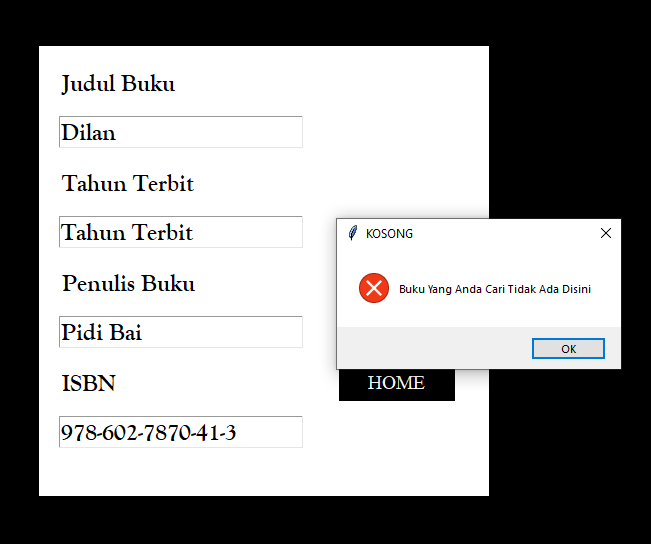 Judul Buku
Dilan
Tahun Terbit
Tahun Terbit
Penulis Buku
Pidi Bai
ISBN
978-602-7870-41-3
KOSONG
Buku Yang Anda Cari Tidak Ada Disini
OK
HOME